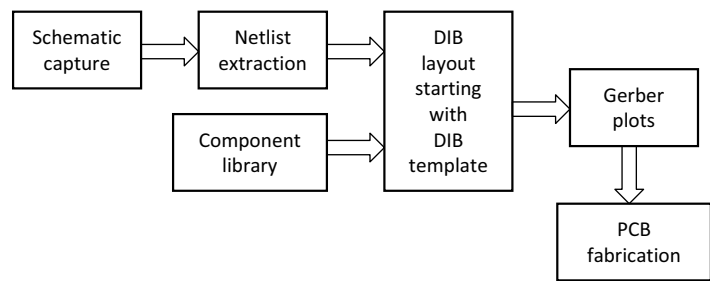 Schematic
capture
Netlist
extraction
Component
library
DIB
layout
starting
with
DIB
template
Gerber
plots
PCB
fabrication